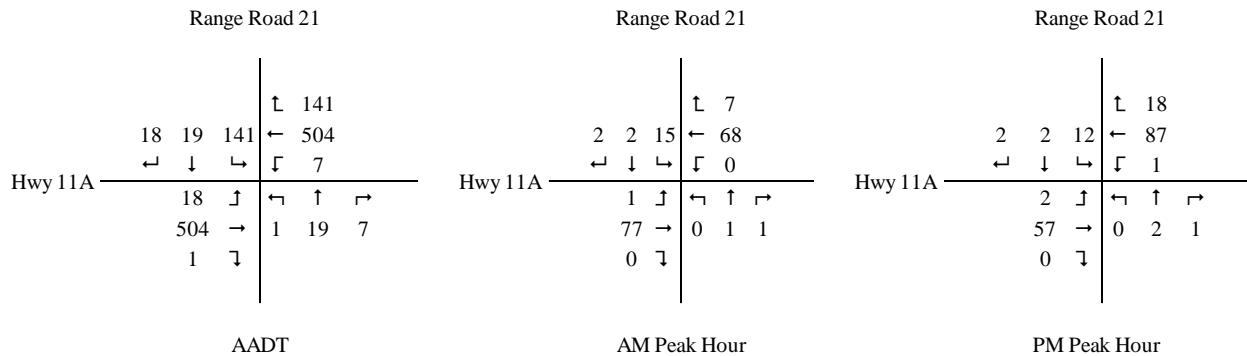 Range Road 21
Range Road 21
Range Road 21
↰ 141
18 19 141 ← 504
↵ ↓ ↳ ↱ 7
Hwy 11A
18 ↥ ↰ ↑ ↱
504 → 1 19 7
1 ↴
AADT
↰ 7
2 2 15 ← 68
↵ ↓ ↳ ↱ 0
Hwy 11A
1 ↥ ↰ ↑ ↱
77 → 0 1 1
0 ↴
AM Peak Hour
↰ 18
2 2 12 ← 87
↵ ↓ ↳ ↱ 1
Hwy 11A
2 ↥ ↰ ↑ ↱
57 → 0 2 1
0 ↴
PM Peak Hour